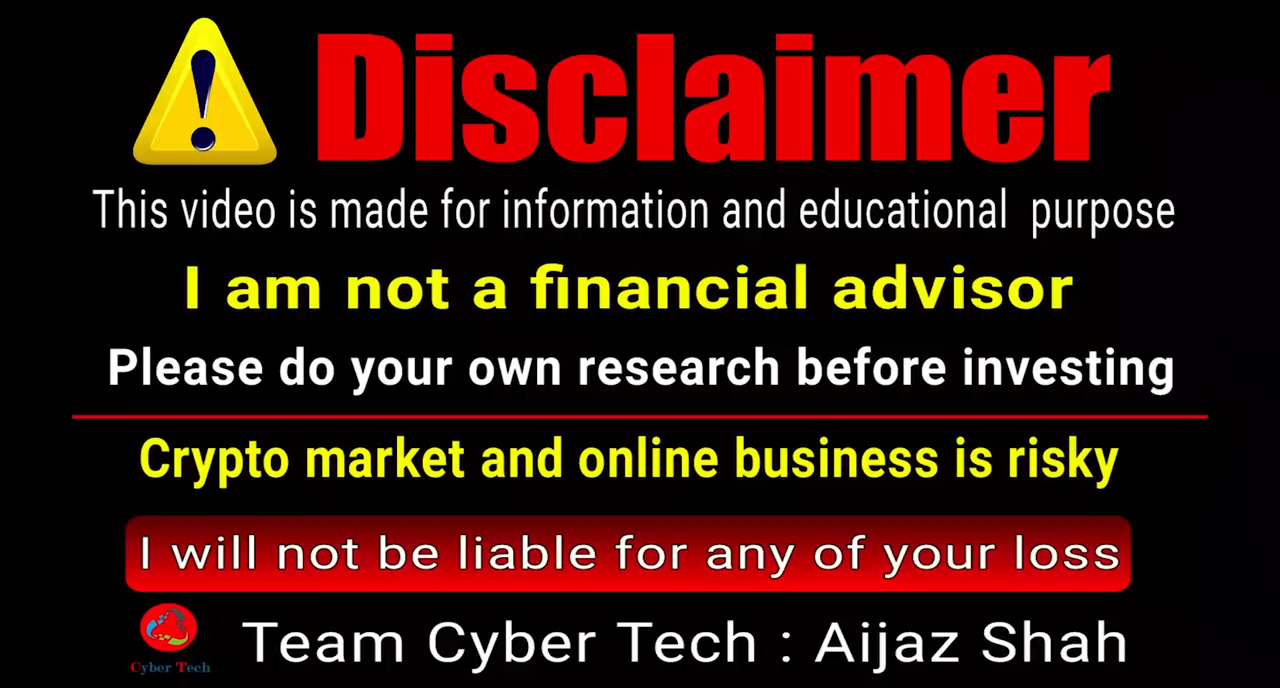 Disclaimer
This video is made for information and educational purpose
I am not a financial advisor
Please do your own research before investing
Crypto market and online business is risky
I will not be liable for any of your loss
Cyber Tech
Team Cyber Tech : Aijaz Shah